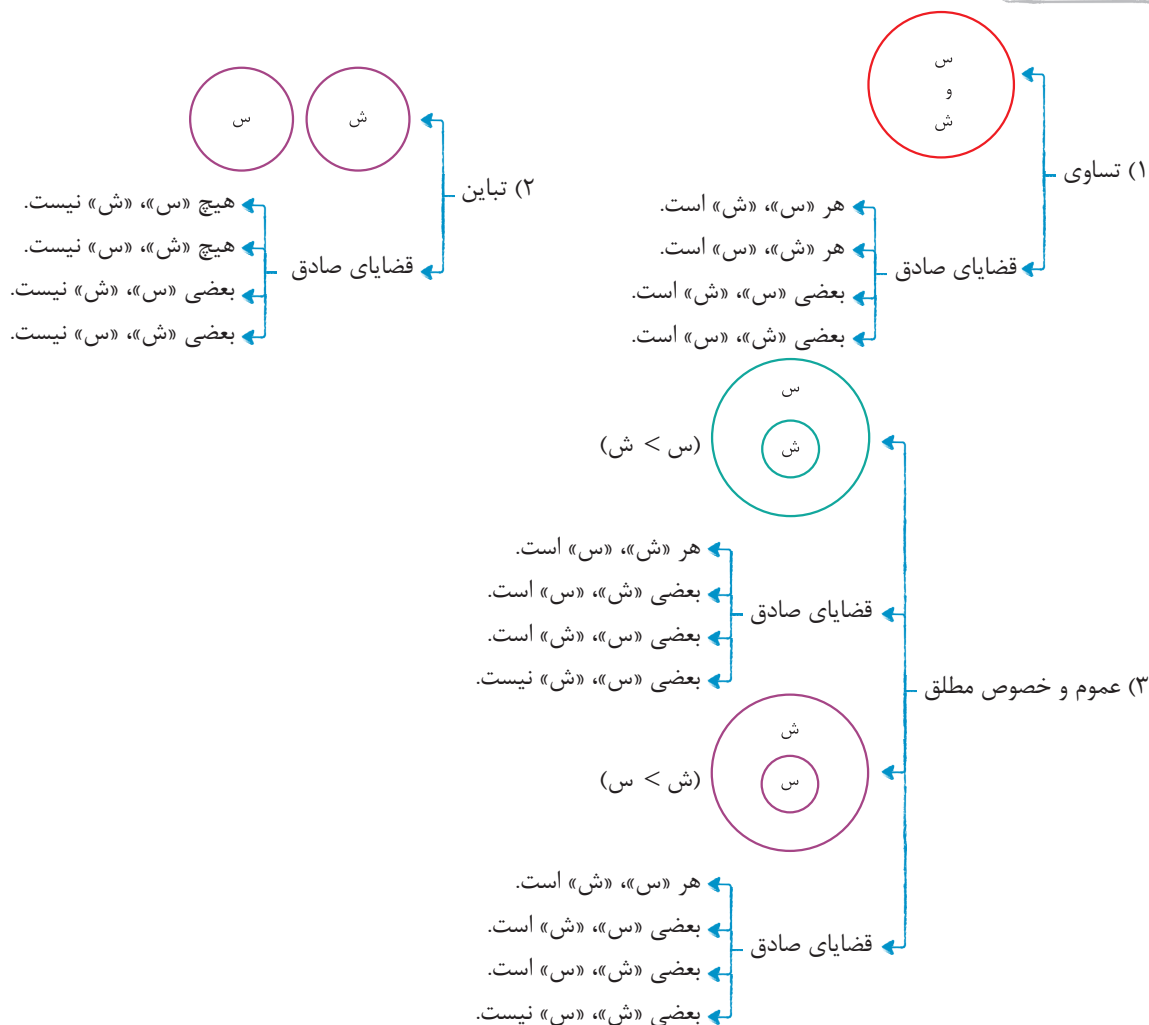 ۱) تساوی
س
و
ش
قضایای صادق
هر «س»، «ش» است.
هر «ش»، «س» است.
بعضی «س»، «ش» است.
بعضی «ش»، «س» است.
۲) تباین
ش
س
قضایای صادق
هیچ «س»، «ش» نیست.
هیچ «ش»، «س» نیست.
بعضی «س»، «ش» نیست.
بعضی «ش»، «س» نیست.
۳) عموم و خصوص مطلق
س
ش
(س > ش)
قضایای صادق
هر «ش»، «س» است.
بعضی «ش»، «س» است.
بعضی «س»، «ش» است.
بعضی «س»، «ش» نیست.
ش
س
(ش > س)
قضایای صادق
هر «س»، «ش» است.
بعضی «س»، «ش» است.
بعضی «ش»، «س» است.
بعضی «ش»، «س» نیست.